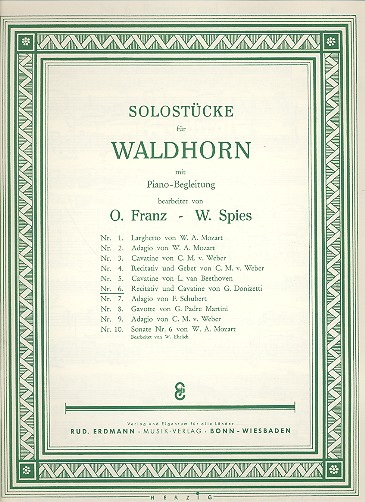 SOLOSTÜCKE
für
WALDHORN
mit
Piano-Begleitung
bearbeitet von
O. Franz - W. Spies
Nr. 1. Larghetto von W. A. Mozart
Nr. 2. Adagio von W. A. Mozart
Nr. 3. Cavatine von C. M. v. Weber
Nr. 4. Recitativ und Gebet von C. M. v. Weber
Nr. 5. Cavatine von L. van Beethoven
Nr. 6. Recitativ und Cavatine von G. Donizetti
Nr. 7. Adagio von F. Schubert
Nr. 8. Gavotte von G. Padre Martini
Nr. 9. Adagio von C. M. v. Weber
Nr. 10. Sonate Nr. 6 von W. A. Mozart
Bearbeitet von W. Ehrlich
Verlag und Eigentum für alle Länder
RUD. ERDMANN - MUSIK-VERLAG - BONN-WIESBADEN
HERZIG